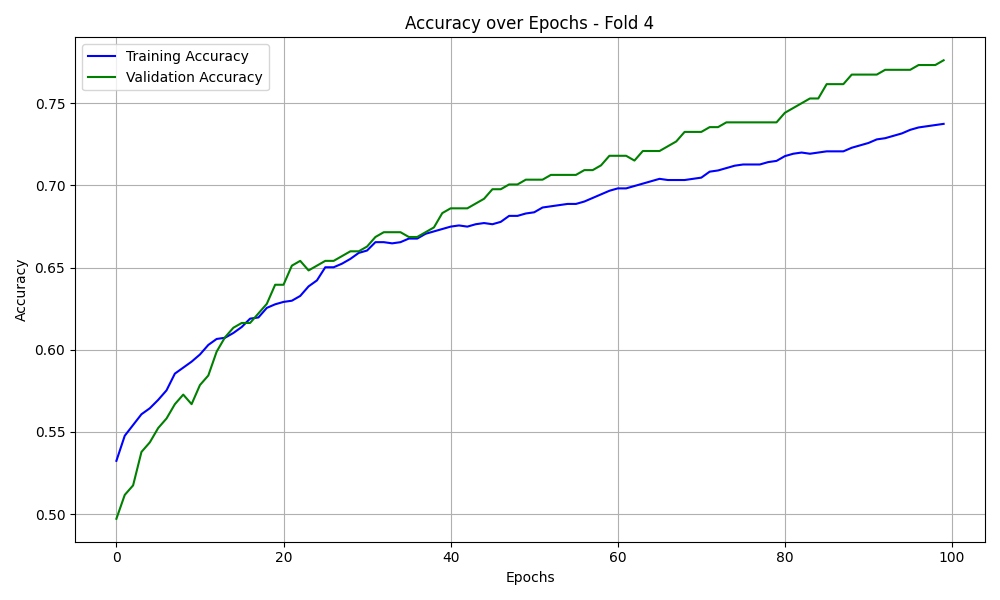 Accuracy over Epochs - Fold 4
Training Accuracy
Validation Accuracy
Accuracy
0.75
0.70
0.65
0.60
0.55
0.50
0 20 40 60 80 100
Epochs